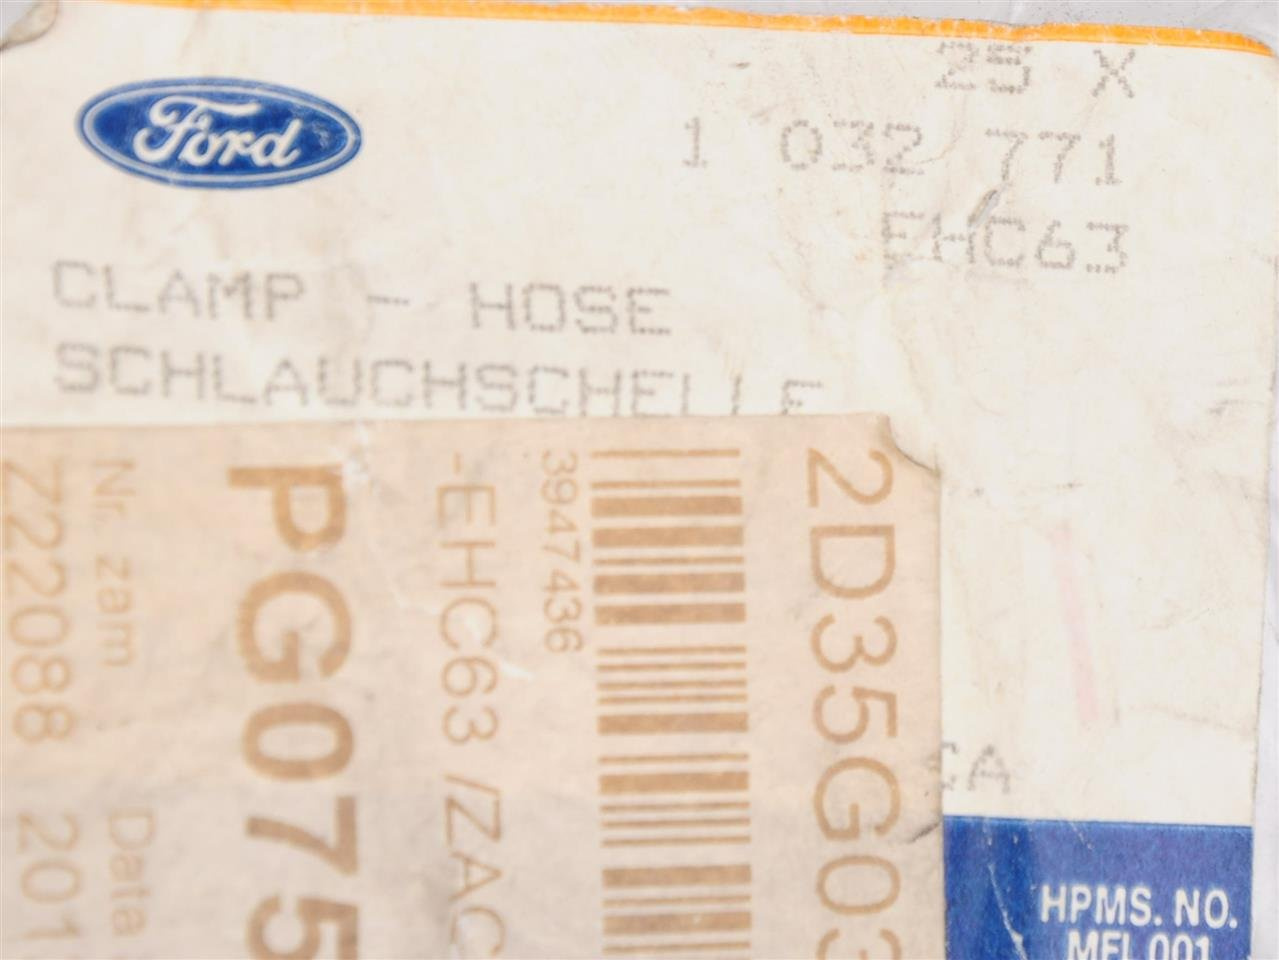 Ford
25 X
1 032 771
EHC63
CLAMP - HOSE
SCHLAUCHSCHELLE
2D35G03
3947436
-EHC63 /ZAC
PG075
Nr. zam
Z22088
Data
201
CA
HPMS. NO.
MFL001